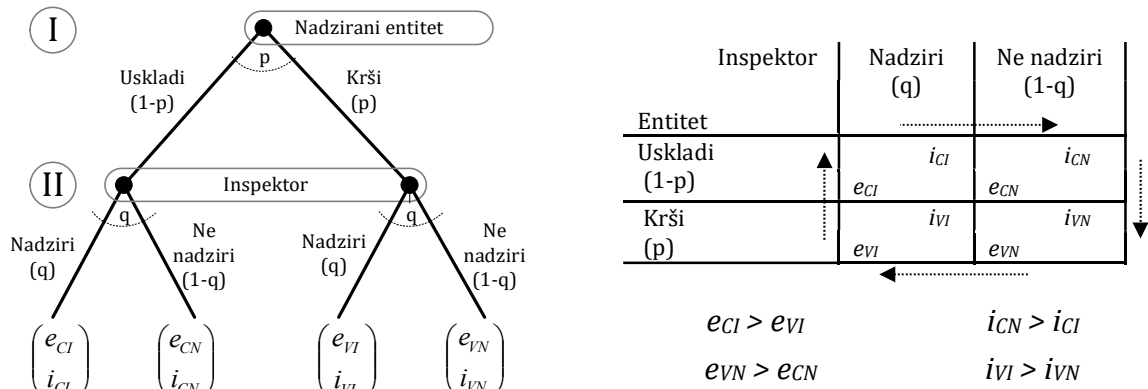 I
Nadzirani entitet
p
Uskladi
(1-p)
Krši
(p)
II
Inspektor
q
q
Nadziri
(q)
Ne
nadziri
(1-q)
Nadziri
(q)
Ne
nadziri
(1-q)
e_CI
i_CI
e_CN
i_CN
e_VI
i_VI
e_VN
i_VN
Inspektor
Nadziri
(q)
Ne nadziri
(1-q)
Entitet
Uskladi
(1-p)
i_CI
e_CI
i_CN
e_CN
Krši
(p)
i_VI
e_VI
i_VN
e_VN
e_CI > e_VI
i_CN > i_CI
e_VN > e_CN
i_VI > i_VN